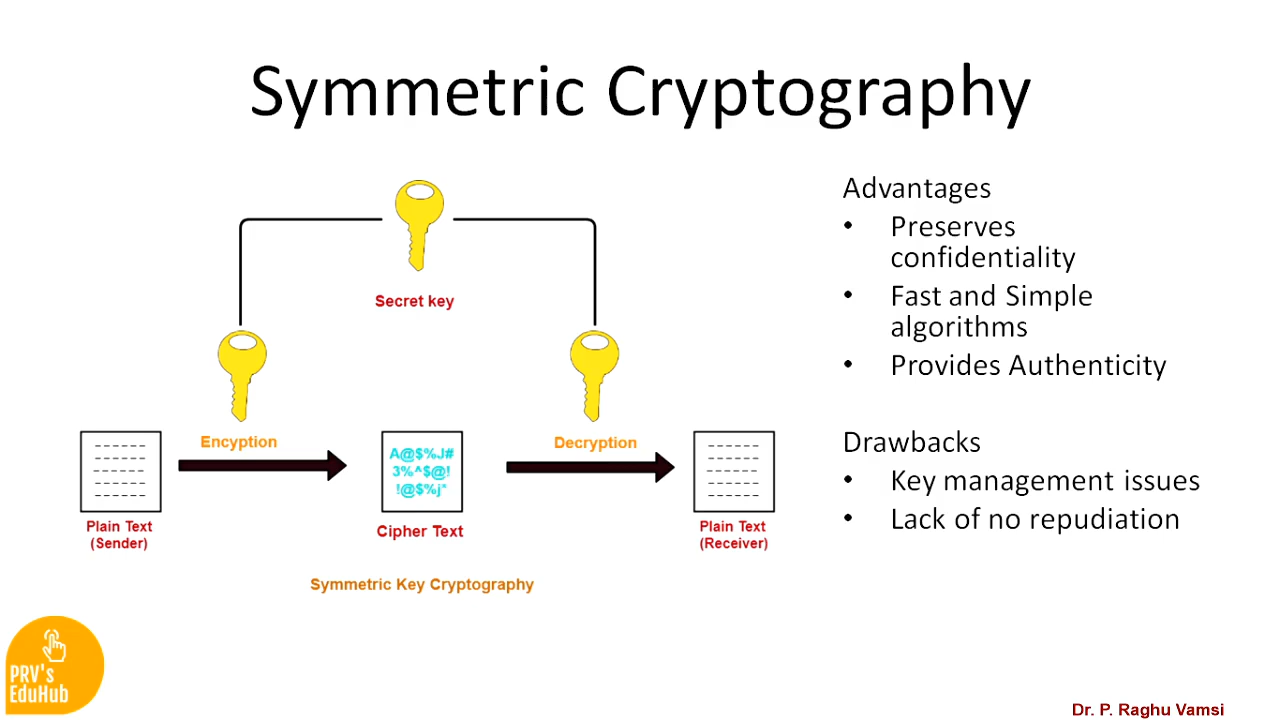 Symmetric Cryptography
Secret key
Encyption
Decryption
A@$%J#
3%^$@!
!@$%j*
Plain Text
(Sender)
Cipher Text
Plain Text
(Receiver)
Symmetric Key Cryptography
Advantages
• Preserves
confidentiality
• Fast and Simple
algorithms
• Provides Authenticity
Drawbacks
• Key management issues
• Lack of no repudiation
PRV's
EduHub
Dr. P. Raghu Vamsi